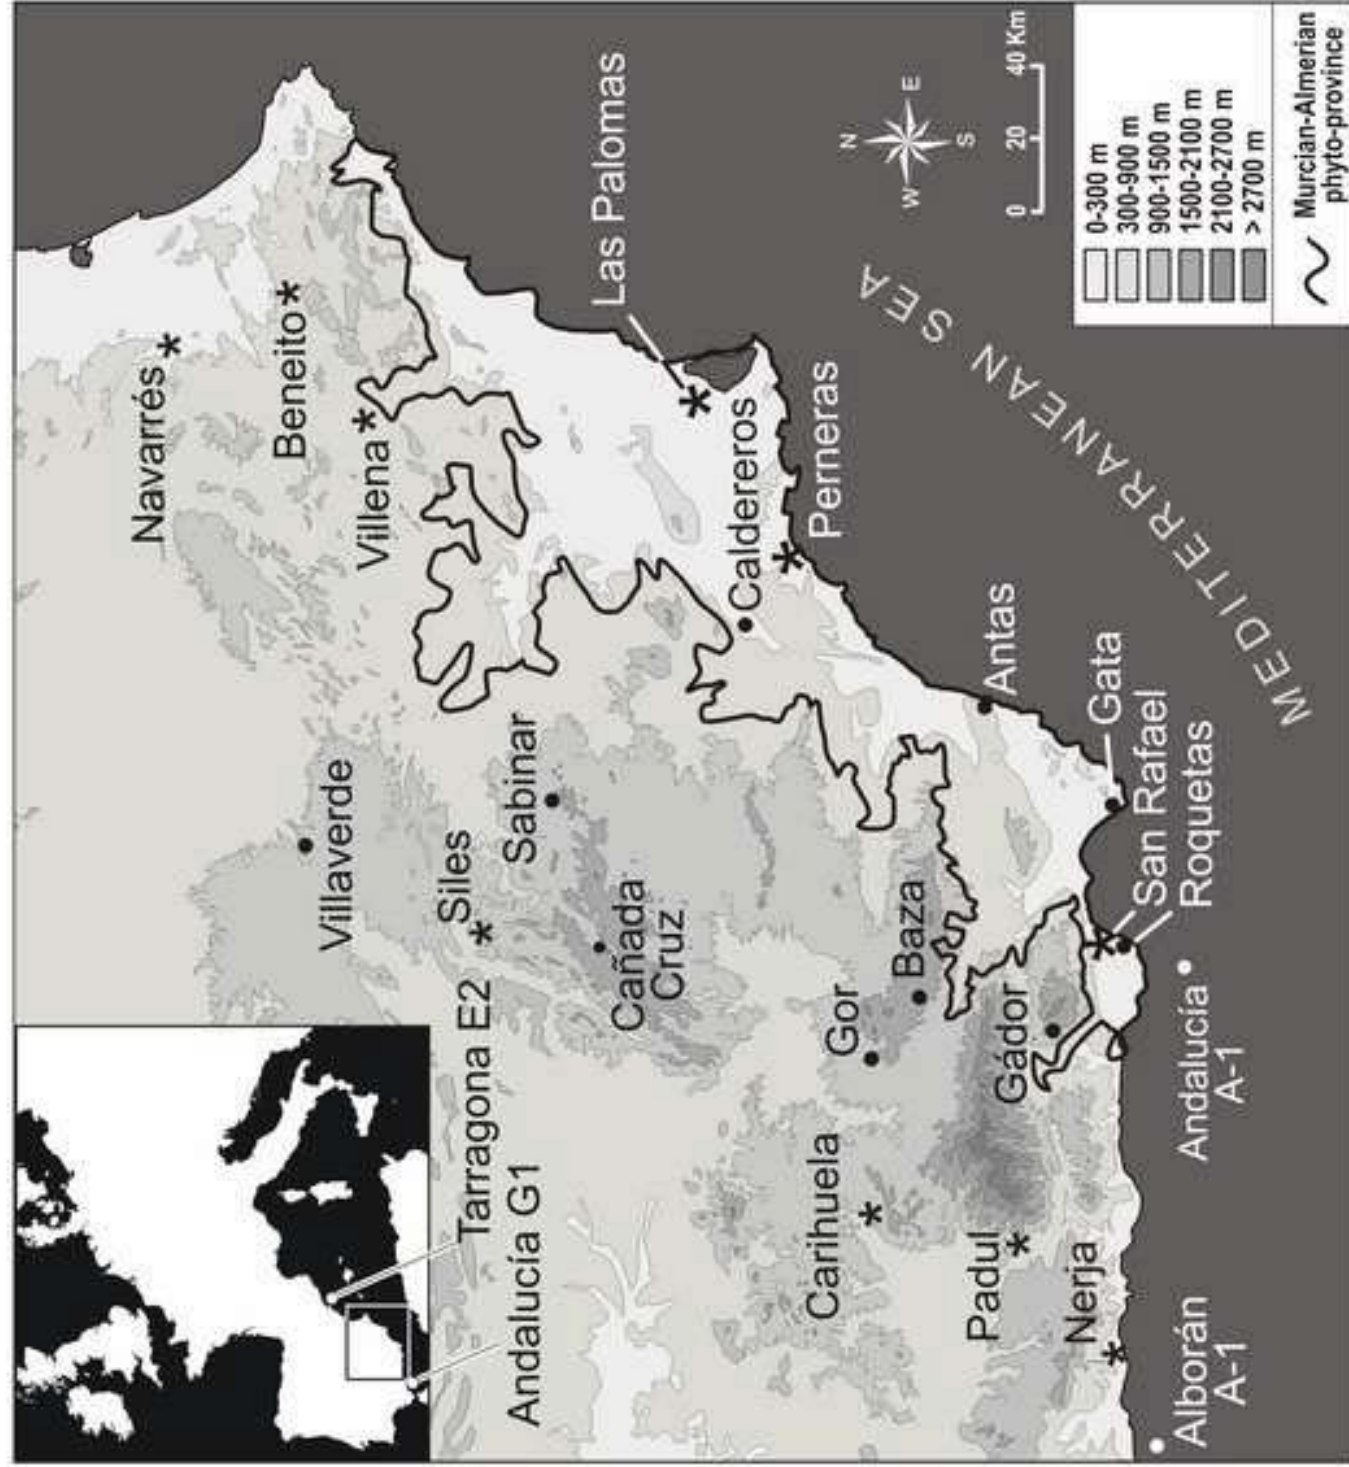 Navarrés
Beneito
Villena
Las Palomas
Caldereros
Perneras
Villaverde
Siles
Sabinar
Cañada
Cruz
Tarragona E2
Andalucía G1
Gor
Baza
Gádor
Carihuela
Padul
Nerja
Antas
Gata
San Rafael
Roquetas
Andalucía
A-1
Alborán
A-1
MEDITERRANEAN SEA
N
W
E
S
0 20 40 Km
0-300 m
300-900 m
900-1500 m
1500-2100 m
2100-2700 m
> 2700 m
Murcian-Almerian
phyto-province